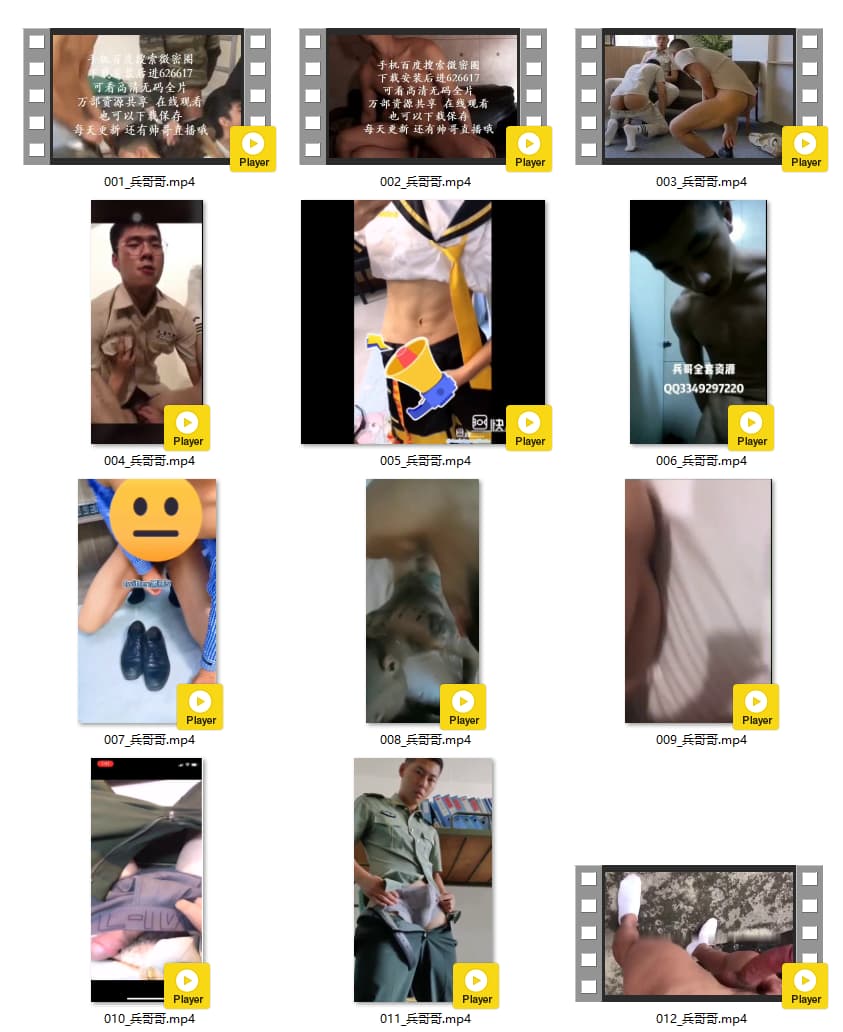 手机百度搜索微密圈
下载安装后进626617
可看高清无码全片
万部资源共享 在线观看
也可以下载保存
每天更新 还有帅哥直播哦
Player
001_兵哥哥.mp4
手机百度搜索微密圈
下载安装后进626617
可看高清无码全片
万部资源共享 在线观看
也可以下载保存
每天更新 还有帅哥直播哦
Player
002_兵哥哥.mp4
Player
003_兵哥哥.mp4
Player
004_兵哥哥.mp4
快
Player
005_兵哥哥.mp4
兵哥全套资源
QQ3349297220
Player
006_兵哥哥.mp4
Player
007_兵哥哥.mp4
Player
008_兵哥哥.mp4
Player
009_兵哥哥.mp4
Player
010_兵哥哥.mp4
Player
011_兵哥哥.mp4
Player
012_兵哥哥.mp4